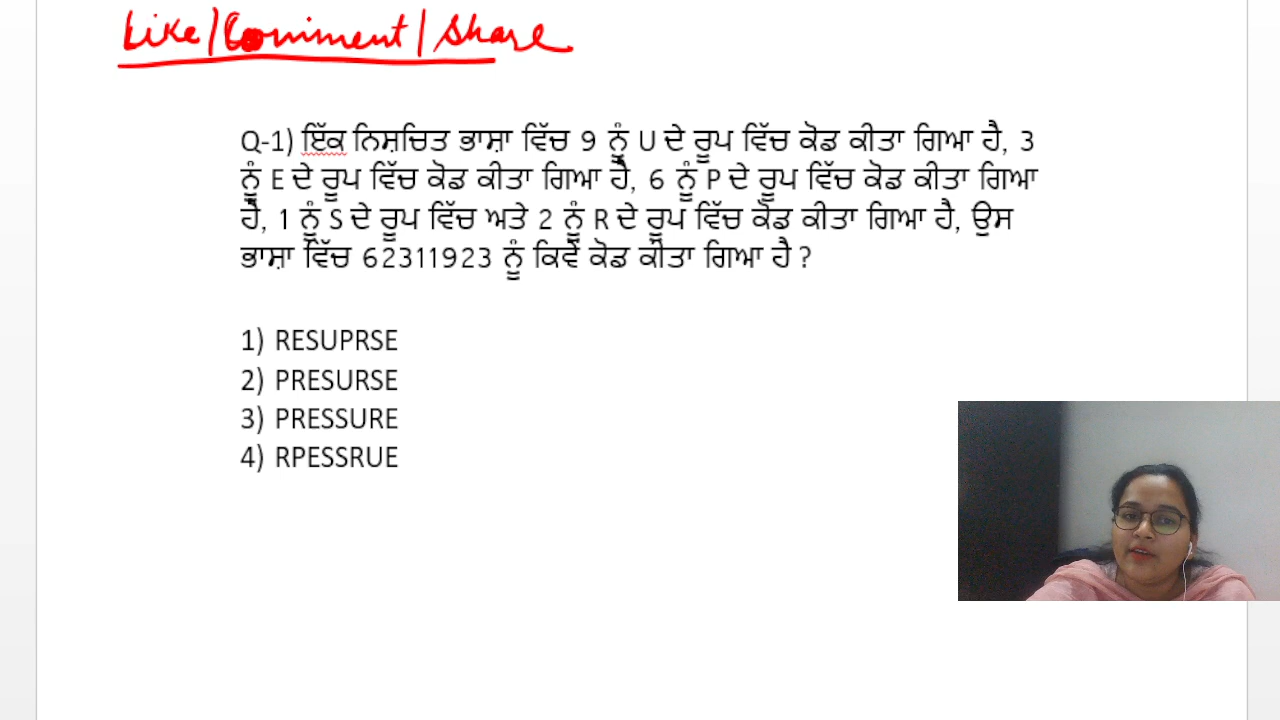 Like/Comment/Share
Q-1) ਇੱਕ ਨਿਸ਼ਚਿਤ ਭਾਸ਼ਾ ਵਿੱਚ 9 ਨੂੰ U ਦੇ ਰੂਪ ਵਿੱਚ ਕੋਡ ਕੀਤਾ ਗਿਆ ਹੈ, 3
ਨੂੰ E ਦੇ ਰੂਪ ਵਿੱਚ ਕੋਡ ਕੀਤਾ ਗਿਆ ਹੈ, 6 ਨੂੰ P ਦੇ ਰੂਪ ਵਿੱਚ ਕੋਡ ਕੀਤਾ ਗਿਆ
ਹੈ, 1 ਨੂੰ S ਦੇ ਰੂਪ ਵਿੱਚ ਅਤੇ 2 ਨੂੰ R ਦੇ ਰੂਪ ਵਿੱਚ ਕੋਡ ਕੀਤਾ ਗਿਆ ਹੈ, ਉਸ
ਭਾਸ਼ਾ ਵਿੱਚ 62311923 ਨੂੰ ਕਿਵੇਂ ਕੋਡ ਕੀਤਾ ਗਿਆ ਹੈ ?
1) RESUPRSE
2) PRESURSE
3) PRESSURE
4) RPESSRUE